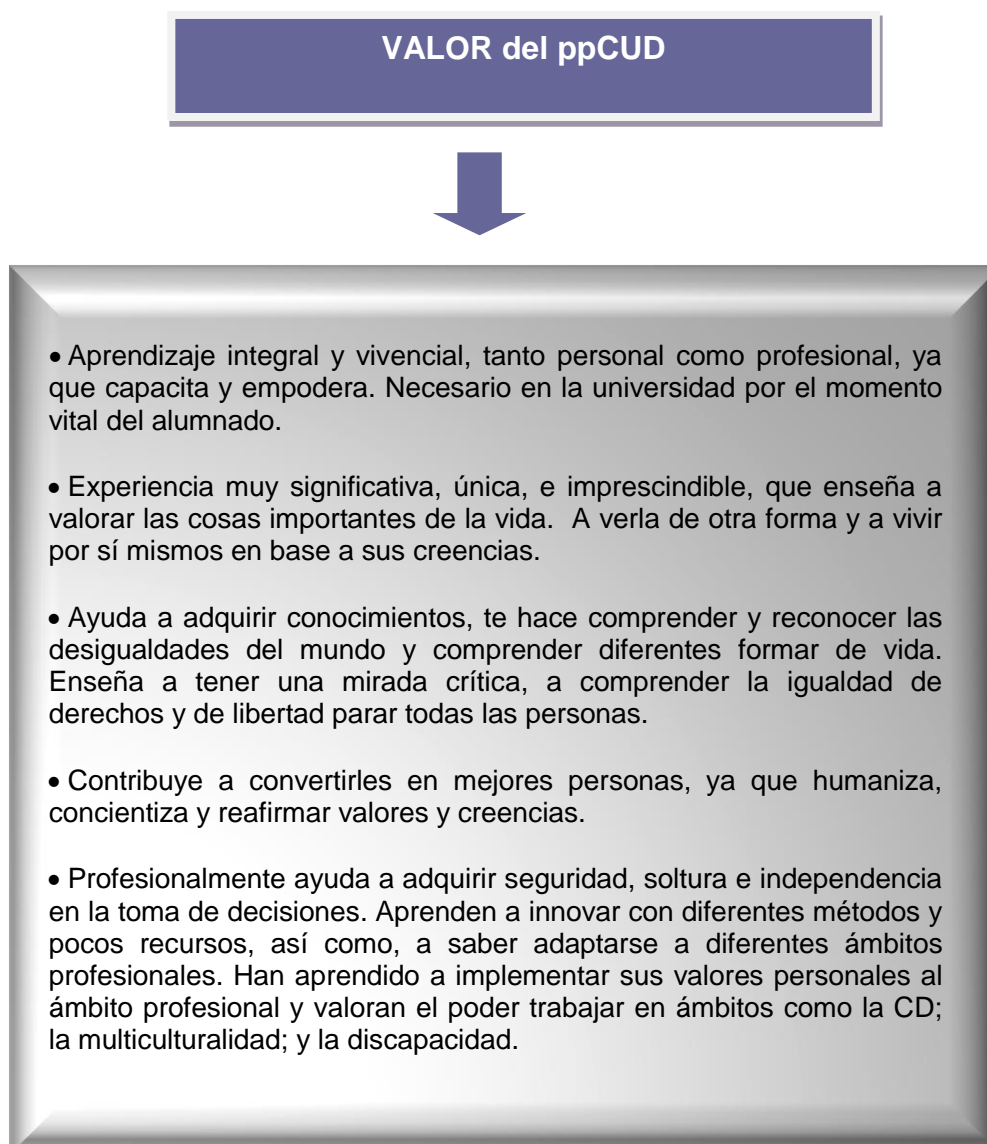 VALOR del ppCUD
• Aprendizaje integral y vivencial, tanto personal como profesional, ya
que capacita y empodera. Necesario en la universidad por el momento
vital del alumnado.
• Experiencia muy significativa, única, e imprescindible, que enseña a
valorar las cosas importantes de la vida. A verla de otra forma y a vivir
por sí mismos en base a sus creencias.
• Ayuda a adquirir conocimientos, te hace comprender y reconocer las
desigualdades del mundo y comprender diferentes formar de vida.
Enseña a tener una mirada crítica, a comprender la igualdad de
derechos y de libertad parar todas las personas.
• Contribuye a convertirles en mejores personas, ya que humaniza,
concientiza y reafirmar valores y creencias.
• Profesionalmente ayuda a adquirir seguridad, soltura e independencia
en la toma de decisiones. Aprenden a innovar con diferentes métodos y
pocos recursos, así como, a saber adaptarse a diferentes ámbitos
profesionales. Han aprendido a implementar sus valores personales al
ámbito profesional y valoran el poder trabajar en ámbitos como la CD;
la multiculturalidad; y la discapacidad.